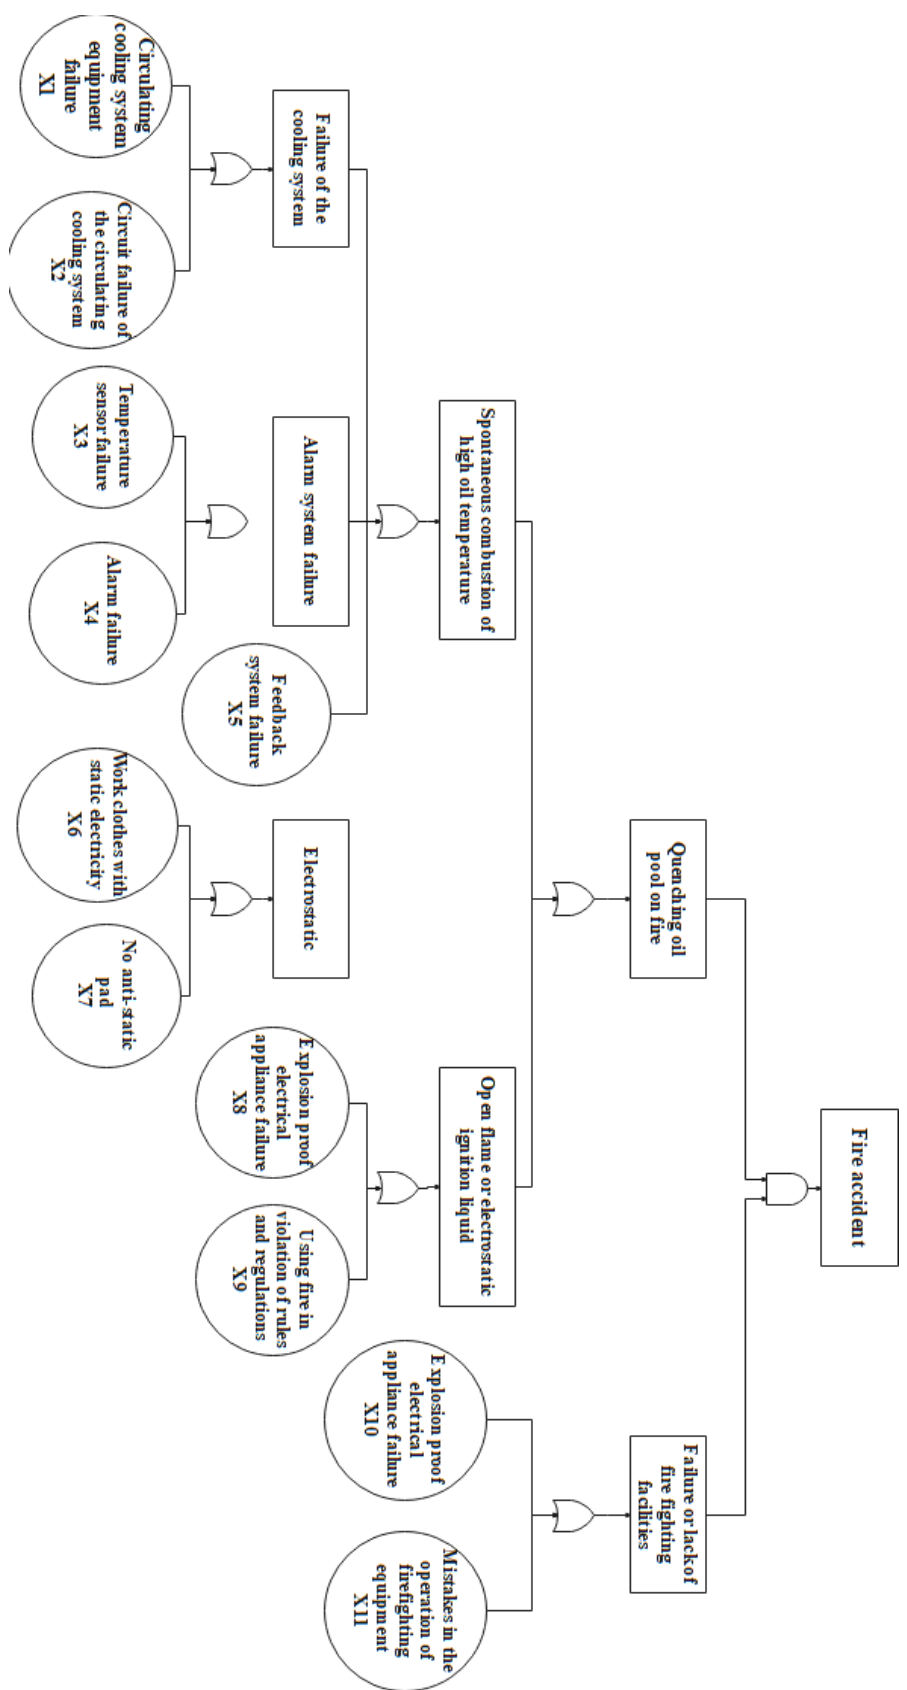 Fire accident
Quenching oil
pool on fire
Failure or lack of
fire fighting
facilities
Spontaneous combustion of
high oil temperature
Open flame or electrostatic
ignition liquid
Failure of the
cooling system
Alarm system failure
Feedback
system failure
X5
Electrostatic
Explosion proof
electrical
appliance failure
X8
Using fire in
violation of rules
and regulations
X9
Explosion proof
electrical
appliance failure
X10
Mistakes in the
operation of
firefighting
equipment
X11
Circulating
cooling system
equipment
failure
X1
Circuit failure of
the circulating
cooling system
X2
Temperature
sensor failure
X3
Alarm failure
X4
Work clothes with
static electricity
X6
No anti-static
pad
X7